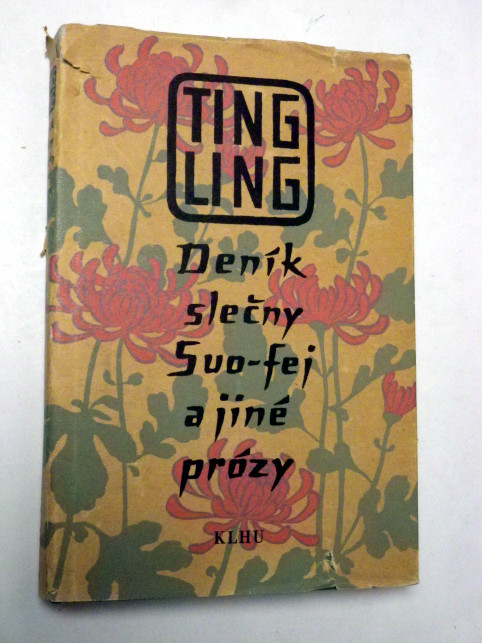 TING
LING
Deník
slečny
Suo-fej
a jiné
prózy
KLHU